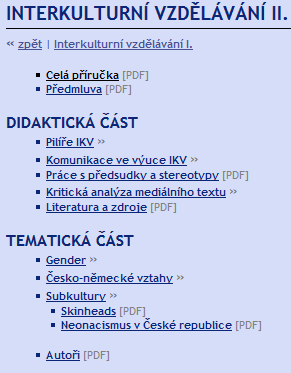 INTERKULTURNÍ VZDĚLÁVÁNÍ II.
« zpět | Interkulturní vzdělávání I.
Celá příručka [PDF]
Předmluva [PDF]
DIDAKTICKÁ ČÁST
Pilíře IKV »
Komunikace ve výuce IKV »
Práce s předsudky a stereotypy [PDF]
Kritická analýza mediálního textu »
Literatura a zdroje [PDF]
TEMATICKÁ ČÁST
Gender »
Česko-německé vztahy »
Subkultury »
Skinheads [PDF]
Neonacismus v České republice [PDF]
Autoři [PDF]